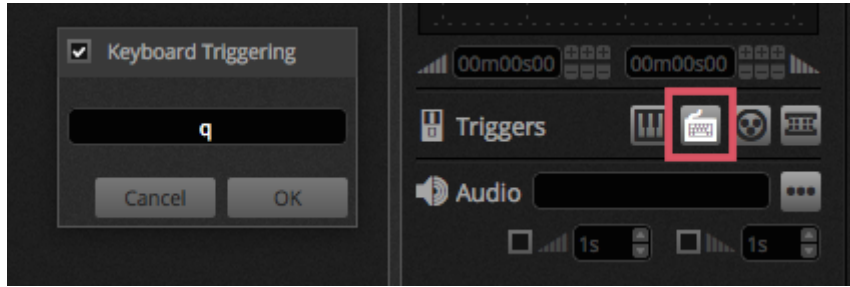 Keyboard Triggering
q
Cancel OK
00m00s00 00m00s00
Triggers
Audio
1s 1s